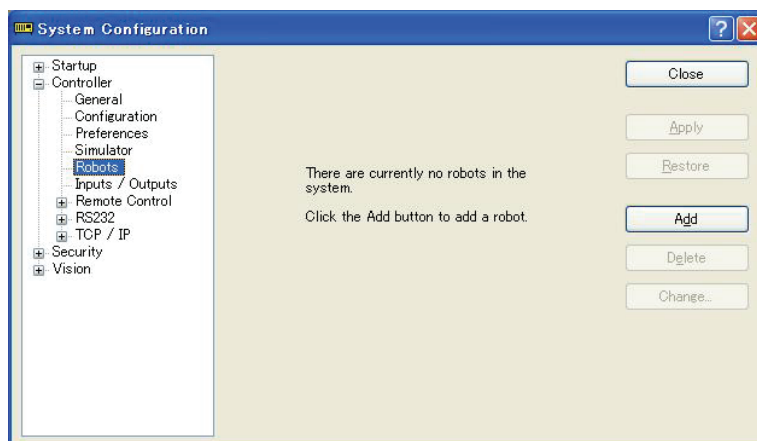 System Configuration
Startup
Controller
General
Configuration
Preferences
Simulator
Robots
Inputs / Outputs
Remote Control
RS232
TCP / IP
Security
Vision
There are currently no robots in the
system.
Click the Add button to add a robot.
Close
Apply
Restore
Add
Delete
Change...